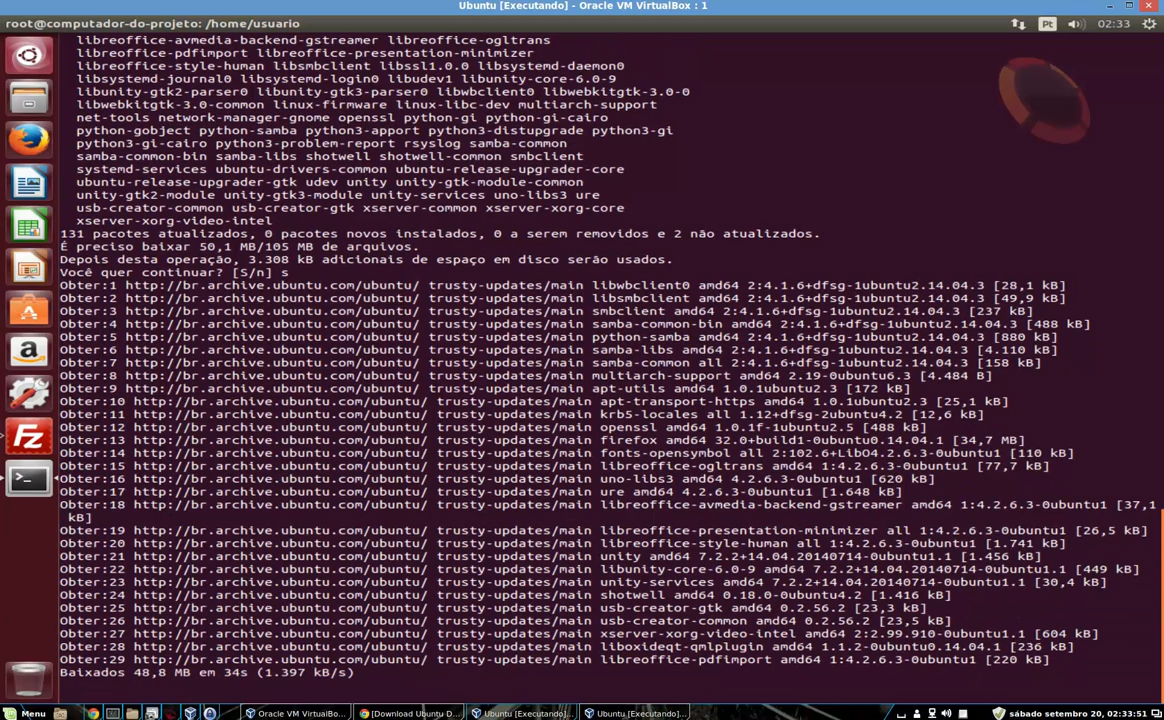 Ubuntu [Executando] - Oracle VM VirtualBox : 1
root@computador-do-projeto: /home/usuario
Pt
02:33
libreoffice-avmedia-backend-gstreamer libreoffice-ogltrans
libreoffice-pdfimport libreoffice-presentation-minimizer
libreoffice-style-human libsmbclient libssl1.0.0 libsystemd-daemon0
libsystemd-journal0 libsystemd-login0 libudev1 libunity-core-6.0-9
libunity-gtk2-parser0 libunity-gtk3-parser0 libwbclient0 libwebkitgtk-3.0-0
libwebkitgtk-3.0-common linux-firmware linux-libc-dev multiarch-support
net-tools network-manager-gnome openssl python-gi python-gi-cairo
python-gobject python-samba python3-apport python3-distupgrade python3-gi
python3-gi-cairo python3-problem-report rsyslog samba-common
samba-common-bin samba-libs shotwell shotwell-common smbclient
systemd-services ubuntu-drivers-common ubuntu-release-upgrader-core
ubuntu-release-upgrader-gtk udev unity unity-gtk-module-common
unity-gtk2-module unity-gtk3-module unity-services uno-libs3 ure
usb-creator-common usb-creator-gtk xserver-common xserver-xorg-core
xserver-xorg-video-intel
131 pacotes atualizados, 0 pacotes novos instalados, 0 a serem removidos e 2 não atualizados.
É preciso baixar 50,1 MB/105 MB de arquivos.
Depois desta operação, 3.308 kB adicionais de espaço em disco serão usados.
Você quer continuar? [S/n] s
Obter:1 http://br.archive.ubuntu.com/ubuntu/ trusty-updates/main libwbclient0 amd64 2:4.1.6+dfsg-1ubuntu2.14.04.3 [28,1 kB]
Obter:2 http://br.archive.ubuntu.com/ubuntu/ trusty-updates/main libsmbclient amd64 2:4.1.6+dfsg-1ubuntu2.14.04.3 [49,9 kB]
Obter:3 http://br.archive.ubuntu.com/ubuntu/ trusty-updates/main smbclient amd64 2:4.1.6+dfsg-1ubuntu2.14.04.3 [237 kB]
Obter:4 http://br.archive.ubuntu.com/ubuntu/ trusty-updates/main samba-common-bin amd64 2:4.1.6+dfsg-1ubuntu2.14.04.3 [488 kB]
Obter:5 http://br.archive.ubuntu.com/ubuntu/ trusty-updates/main python-samba amd64 2:4.1.6+dfsg-1ubuntu2.14.04.3 [880 kB]
Obter:6 http://br.archive.ubuntu.com/ubuntu/ trusty-updates/main samba-libs amd64 2:4.1.6+dfsg-1ubuntu2.14.04.3 [4.110 kB]
Obter:7 http://br.archive.ubuntu.com/ubuntu/ trusty-updates/main samba-common all 2:4.1.6+dfsg-1ubuntu2.14.04.3 [158 kB]
Obter:8 http://br.archive.ubuntu.com/ubuntu/ trusty-updates/main multiarch-support amd64 2.19-0ubuntu6.3 [4.484 B]
Obter:9 http://br.archive.ubuntu.com/ubuntu/ trusty-updates/main apt-utils amd64 1.0.1ubuntu2.3 [172 kB]
Obter:10 http://br.archive.ubuntu.com/ubuntu/ trusty-updates/main apt-transport-https amd64 1.0.1ubuntu2.3 [25,1 kB]
Obter:11 http://br.archive.ubuntu.com/ubuntu/ trusty-updates/main krb5-locales all 1.12+dfsg-2ubuntu4.2 [12,6 kB]
Obter:12 http://br.archive.ubuntu.com/ubuntu/ trusty-updates/main openssl amd64 1.0.1f-1ubuntu2.5 [488 kB]
Obter:13 http://br.archive.ubuntu.com/ubuntu/ trusty-updates/main firefox amd64 32.0+build1-0ubuntu0.14.04.1 [34,7 MB]
Obter:14 http://br.archive.ubuntu.com/ubuntu/ trusty-updates/main fonts-opensymbol all 2:102.6+LibO4.2.6.3-0ubuntu1 [110 kB]
Obter:15 http://br.archive.ubuntu.com/ubuntu/ trusty-updates/main libreoffice-ogltrans amd64 1:4.2.6.3-0ubuntu1 [77,7 kB]
Obter:16 http://br.archive.ubuntu.com/ubuntu/ trusty-updates/main uno-libs3 amd64 4.2.6.3-0ubuntu1 [620 kB]
Obter:17 http://br.archive.ubuntu.com/ubuntu/ trusty-updates/main ure amd64 4.2.6.3-0ubuntu1 [1.648 kB]
Obter:18 http://br.archive.ubuntu.com/ubuntu/ trusty-updates/main libreoffice-avmedia-backend-gstreamer amd64 1:4.2.6.3-0ubuntu1 [37,1
kB]
Obter:19 http://br.archive.ubuntu.com/ubuntu/ trusty-updates/main libreoffice-presentation-minimizer all 1:4.2.6.3-0ubuntu1 [26,5 kB]
Obter:20 http://br.archive.ubuntu.com/ubuntu/ trusty-updates/main libreoffice-style-human all 1:4.2.6.3-0ubuntu1 [1.741 kB]
Obter:21 http://br.archive.ubuntu.com/ubuntu/ trusty-updates/main unity amd64 7.2.2+14.04.20140714-0ubuntu1.1 [1.456 kB]
Obter:22 http://br.archive.ubuntu.com/ubuntu/ trusty-updates/main libunity-core-6.0-9 amd64 7.2.2+14.04.20140714-0ubuntu1.1 [449 kB]
Obter:23 http://br.archive.ubuntu.com/ubuntu/ trusty-updates/main unity-services amd64 7.2.2+14.04.20140714-0ubuntu1.1 [30,4 kB]
Obter:24 http://br.archive.ubuntu.com/ubuntu/ trusty-updates/main shotwell amd64 0.18.0-0ubuntu4.2 [1.416 kB]
Obter:25 http://br.archive.ubuntu.com/ubuntu/ trusty-updates/main usb-creator-gtk amd64 0.2.56.2 [23,3 kB]
Obter:26 http://br.archive.ubuntu.com/ubuntu/ trusty-updates/main usb-creator-common amd64 0.2.56.2 [23,5 kB]
Obter:27 http://br.archive.ubuntu.com/ubuntu/ trusty-updates/main xserver-xorg-video-intel amd64 2:2.99.910-0ubuntu1.1 [604 kB]
Obter:28 http://br.archive.ubuntu.com/ubuntu/ trusty-updates/main liboxideqt-qmlplugin amd64 1.1.2-0ubuntu0.14.04.1 [236 kB]
Obter:29 http://br.archive.ubuntu.com/ubuntu/ trusty-updates/main libreoffice-pdfimport amd64 1:4.2.6.3-0ubuntu1 [220 kB]
Baixados 48,8 MB em 34s (1.397 kB/s)
Menu
Oracle VM VirtualBo...
[Download Ubuntu D...
Ubuntu [Executando]...
Ubuntu [Executando]...
sábado setembro 20, 02:33:51